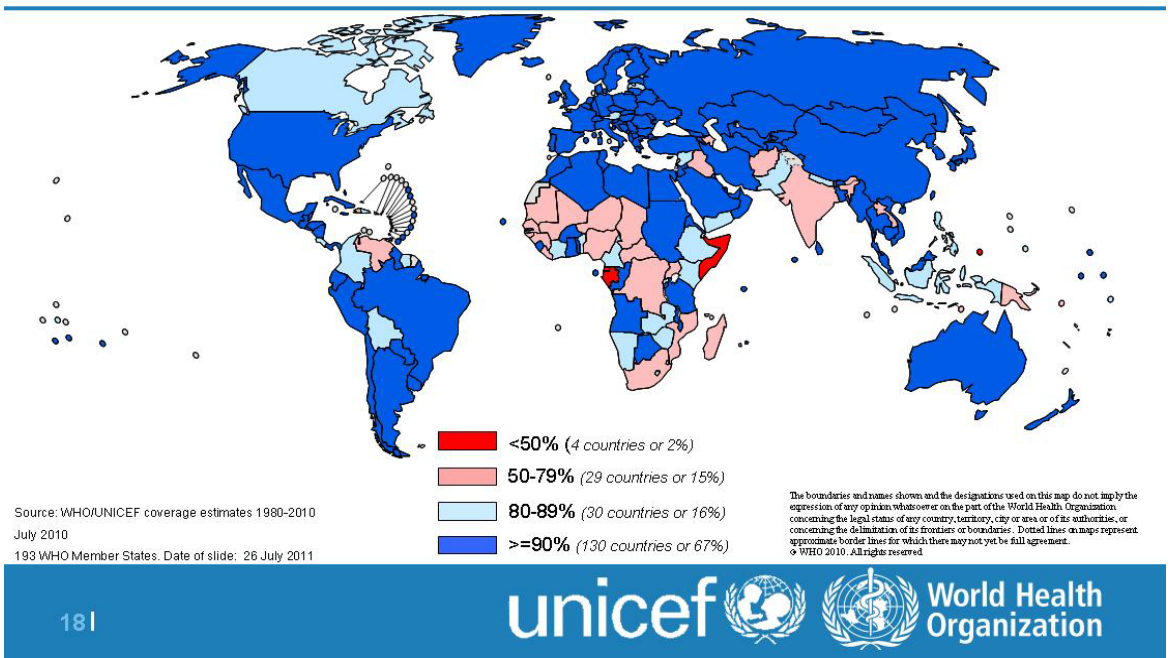 <50% (4 countries or 2%)
50-79% (29 countries or 15%)
80-89% (30 countries or 16%)
>=90% (130 countries or 67%)
Source: WHO/UNICEF coverage estimates 1980-2010
July 2010
193 WHO Member States. Date of slide: 26 July 2011
The boundaries and names shown and the designations used on this map do not imply the
expression of any opinion whatsoever on the part of the World Health Organization
concerning the legal status of any country, territory, city or area or of its authorities, or
concerning the delimitation of its frontiers or boundaries. Dotted lines on maps represent
approximate border lines for which there may not yet be full agreement.
© WHO 2010. All rights reserved
18|
unicef
World Health
Organization